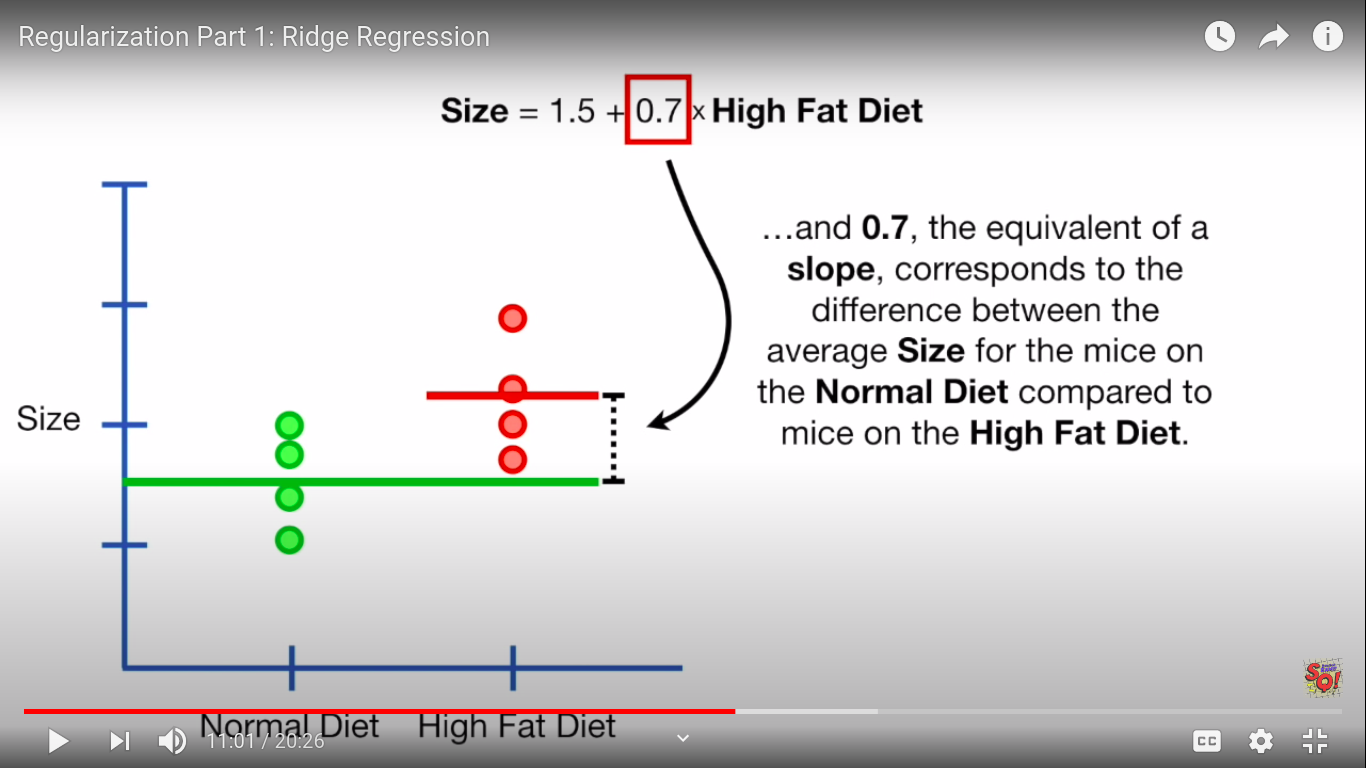 Regularization Part 1: Ridge Regression
Size = 1.5 + 0.7 x High Fat Diet
…and 0.7, the equivalent of a
slope, corresponds to the
difference between the
average Size for the mice on
the Normal Diet compared to
mice on the High Fat Diet.
Size
Normal Diet
High Fat Diet
SQ!
11:01 / 20:26
CC